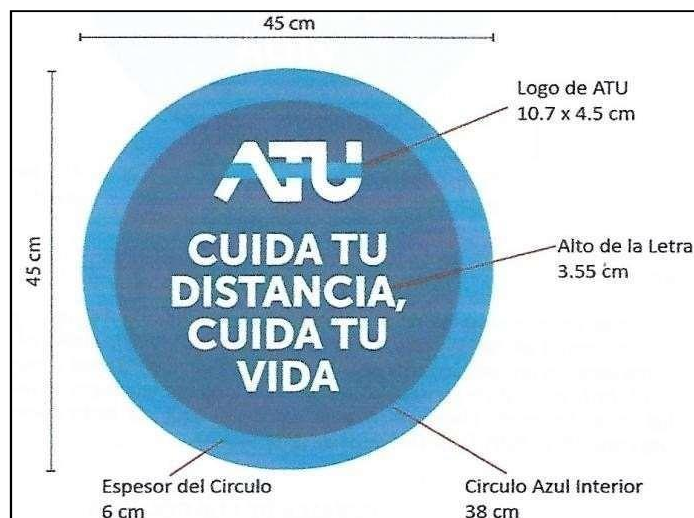 45 cm
45 cm
Logo de ATU
10.7 x 4.5 cm
ATU
CUIDA TU
DISTANCIA,
CUIDA TU
VIDA
Alto de la Letra
3.55 cm
Espesor del Circulo
6 cm
Circulo Azul Interior
38 cm